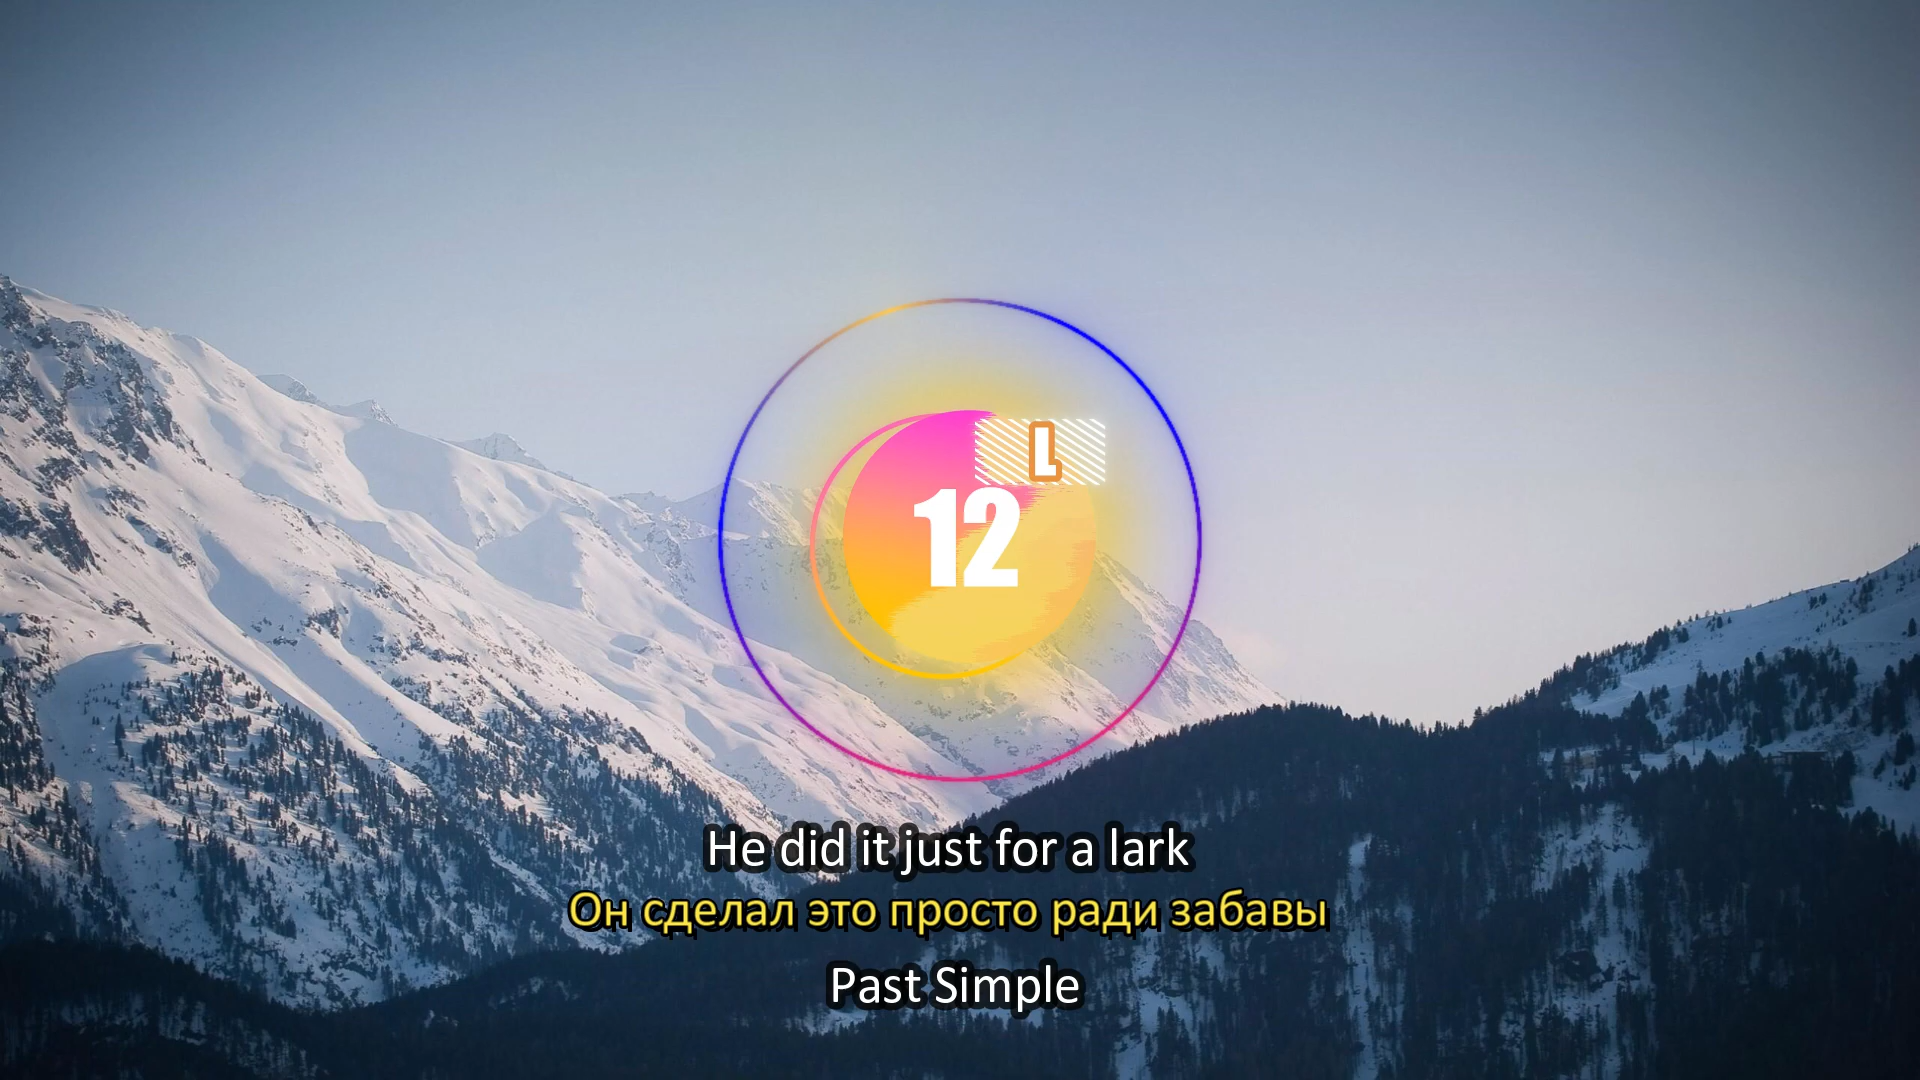 L
12
He did it just for a lark
Он сделал это просто ради забавы
Past Simple